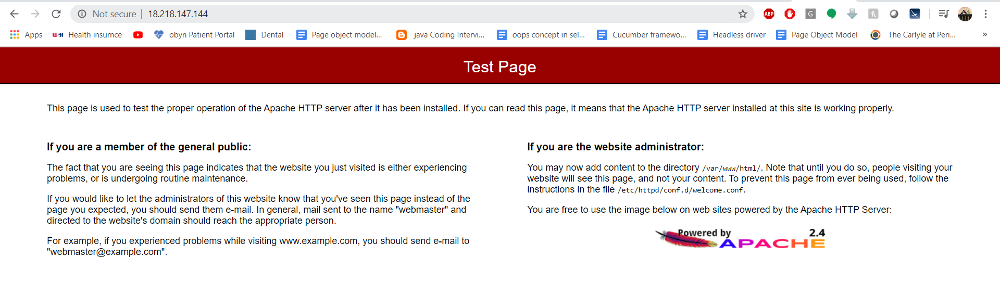 Not secure | 18.218.147.144
ABP G
Apps USH Health insurnce obyn Patient Portal Dental Page object model... java Coding Intervi... oops concept in sel... Cucumber framewo... Headless driver Page Object Model The Carlyle at Peri... »
Test Page
This page is used to test the proper operation of the Apache HTTP server after it has been installed. If you can read this page, it means that the Apache HTTP server installed at this site is working properly.
If you are a member of the general public:
The fact that you are seeing this page indicates that the website you just visited is either experiencing
problems, or is undergoing routine maintenance.
If you would like to let the administrators of this website know that you've seen this page instead of the
page you expected, you should send them e-mail. In general, mail sent to the name "webmaster" and
directed to the website's domain should reach the appropriate person.
For example, if you experienced problems while visiting www.example.com, you should send e-mail to
"webmaster@example.com".
If you are the website administrator:
You may now add content to the directory /var/www/html/. Note that until you do so, people visiting your
website will see this page, and not your content. To prevent this page from ever being used, follow the
instructions in the file /etc/httpd/conf.d/welcome.conf.
You are free to use the image below on web sites powered by the Apache HTTP Server:
Powered by 2.4
APACHE